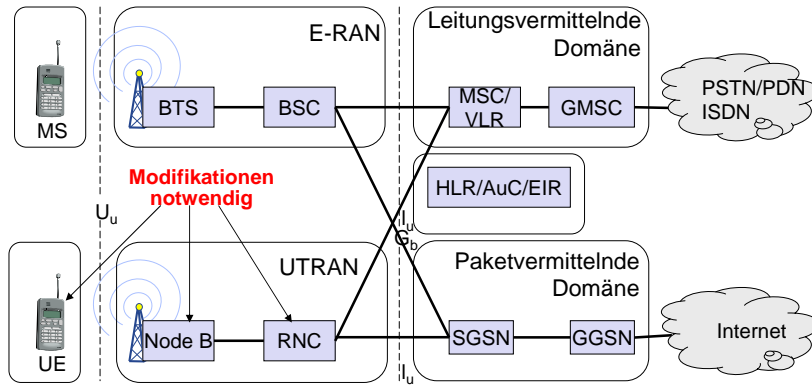 E-RAN
Leitungsvermittelnde
Domäne
MS
BTS
BSC
MSC/
VLR
GMSC
PSTN/PDN
ISDN
Modifikationen
notwendig
HLR/AuC/EIR
Uu
Iu
Gb
UTRAN
Paketvermittelnde
Domäne
UE
Node B
RNC
SGSN
GGSN
Internet
Iu